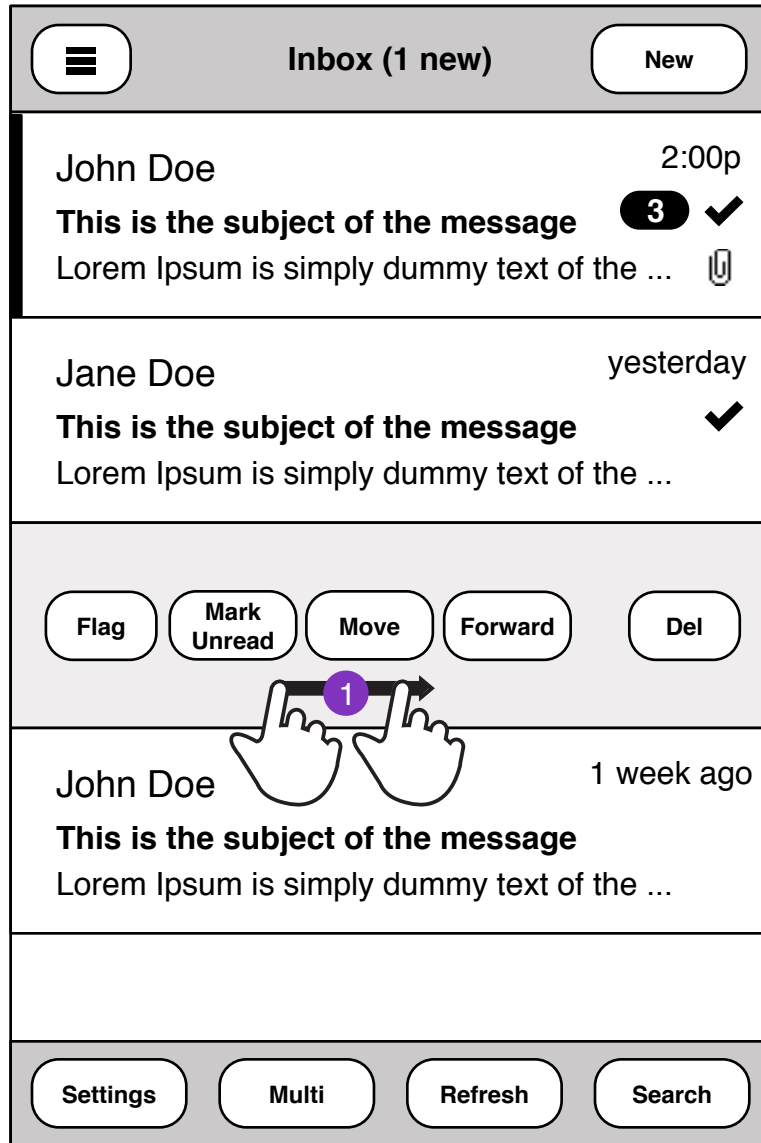 Inbox (1 new)
New
John Doe
2:00p
This is the subject of the message
3
Lorem Ipsum is simply dummy text of the ...
Jane Doe
yesterday
This is the subject of the message
Lorem Ipsum is simply dummy text of the ...
Flag
Mark
Unread
Move
Forward
Del
1
John Doe
1 week ago
This is the subject of the message
Lorem Ipsum is simply dummy text of the ...
Settings
Multi
Refresh
Search